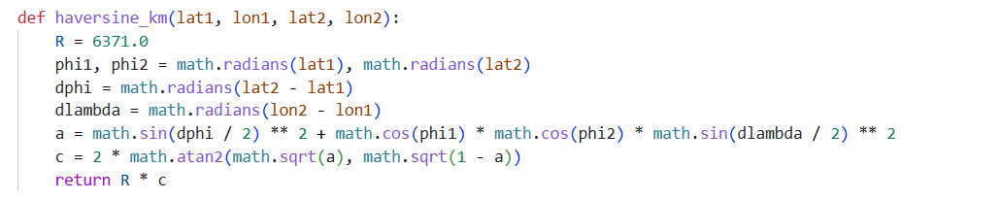 def haversine_km(lat1, lon1, lat2, lon2):
    R = 6371.0
    phi1, phi2 = math.radians(lat1), math.radians(lat2)
    dphi = math.radians(lat2 - lat1)
    dlambda = math.radians(lon2 - lon1)
    a = math.sin(dphi / 2) ** 2 + math.cos(phi1) * math.cos(phi2) * math.sin(dlambda / 2) ** 2
    c = 2 * math.atan2(math.sqrt(a), math.sqrt(1 - a))
    return R * c